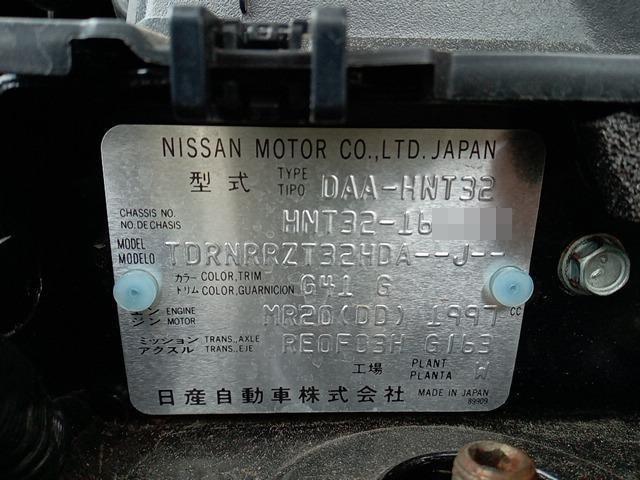 NISSAN MOTOR CO.,LTD. JAPAN
型式 TYPE TIPO DAA-HNT32
CHASSIS NO. NO.DE CHASIS HNT32-16
MODEL MODELO TDRNRRZT32HDA--J--
カラー COLOR,TRIM トリム COLOR,GUARNICION G41 G
エンジン ENGINE MOTOR MR20(DD) 1997 CC
ミッション TRANS.,AXLE アクスル TRANS.,EJE RE0F03H G163
工場 PLANT PLANTA W
日産自動車株式会社 MADE IN JAPAN
89909